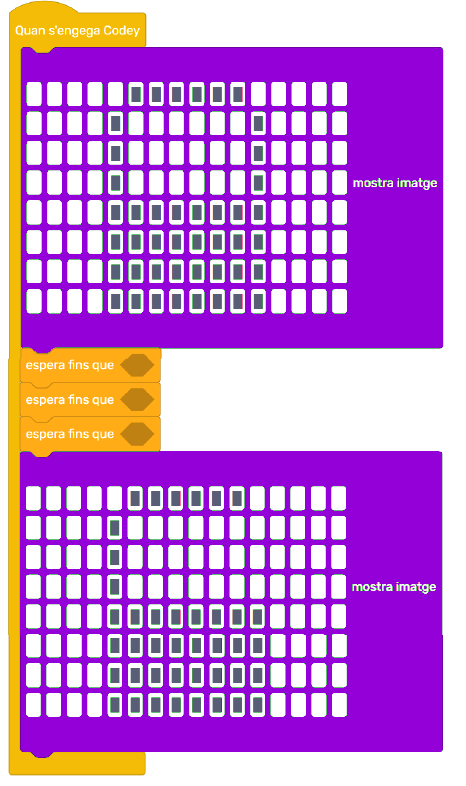 Quan s'engega Codey
mostra imatge
espera fins que
espera fins que
espera fins que
mostra imatge